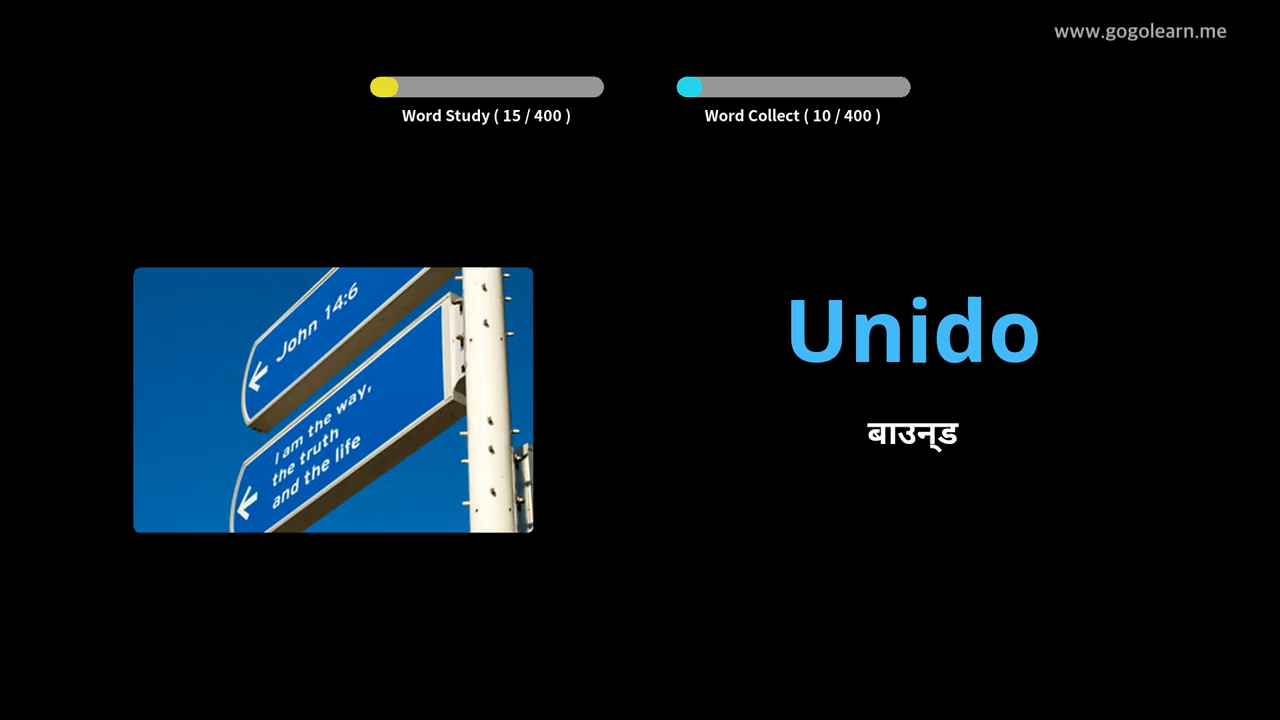 www.gogolearn.me
Word Study ( 15 / 400 )
Word Collect ( 10 / 400 )
John 14:6
I am the way,
the truth
and the life
Unido
बाउन्‌ड